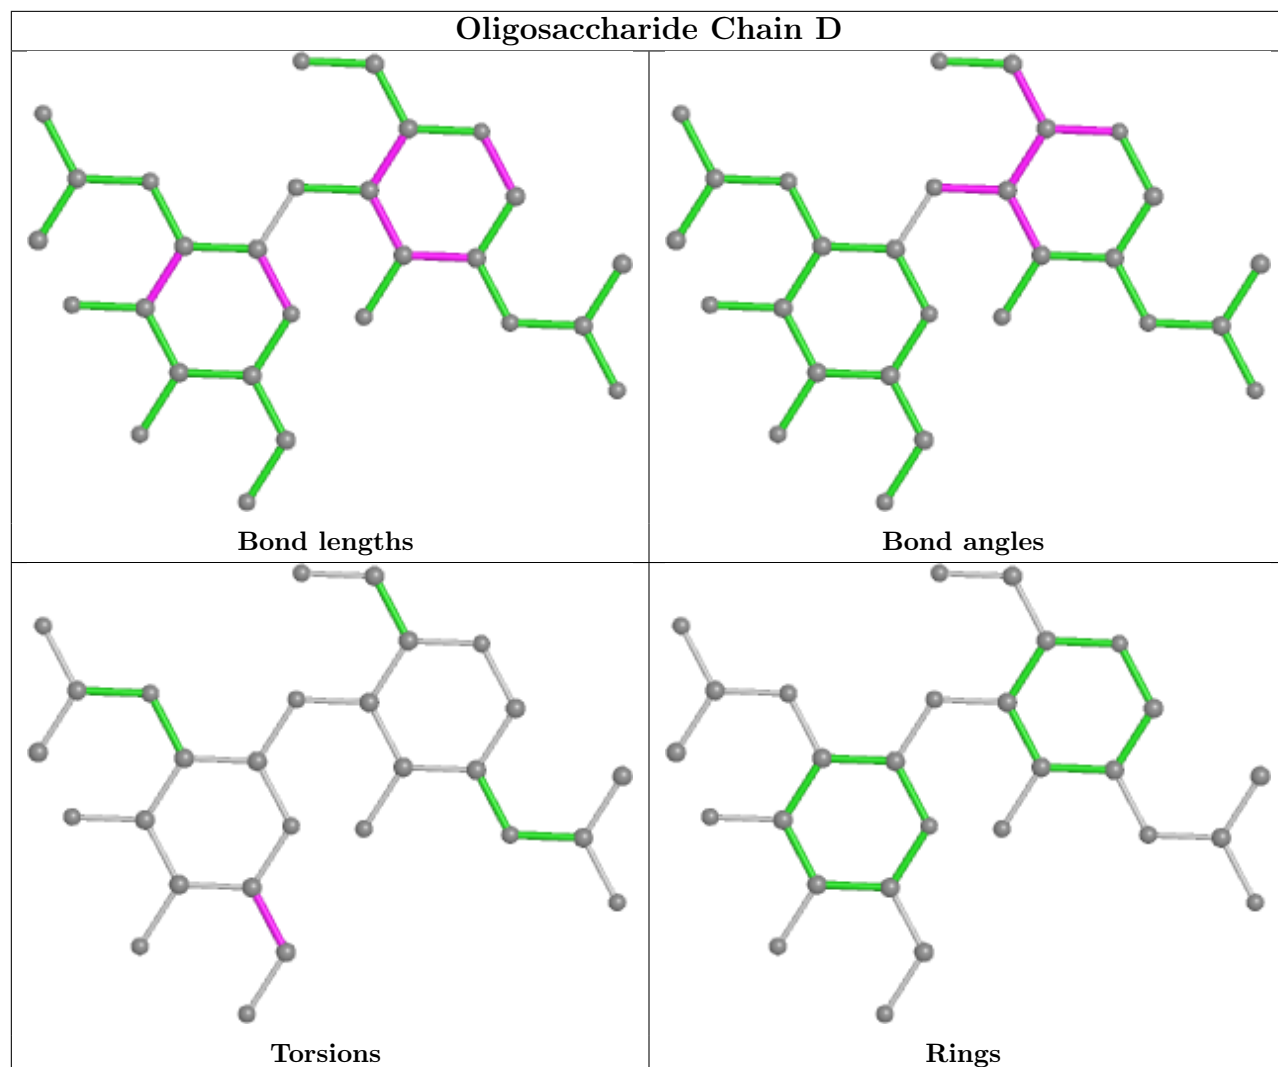 Oligosaccharide Chain D
Bond lengths
Bond angles
Torsions
Rings